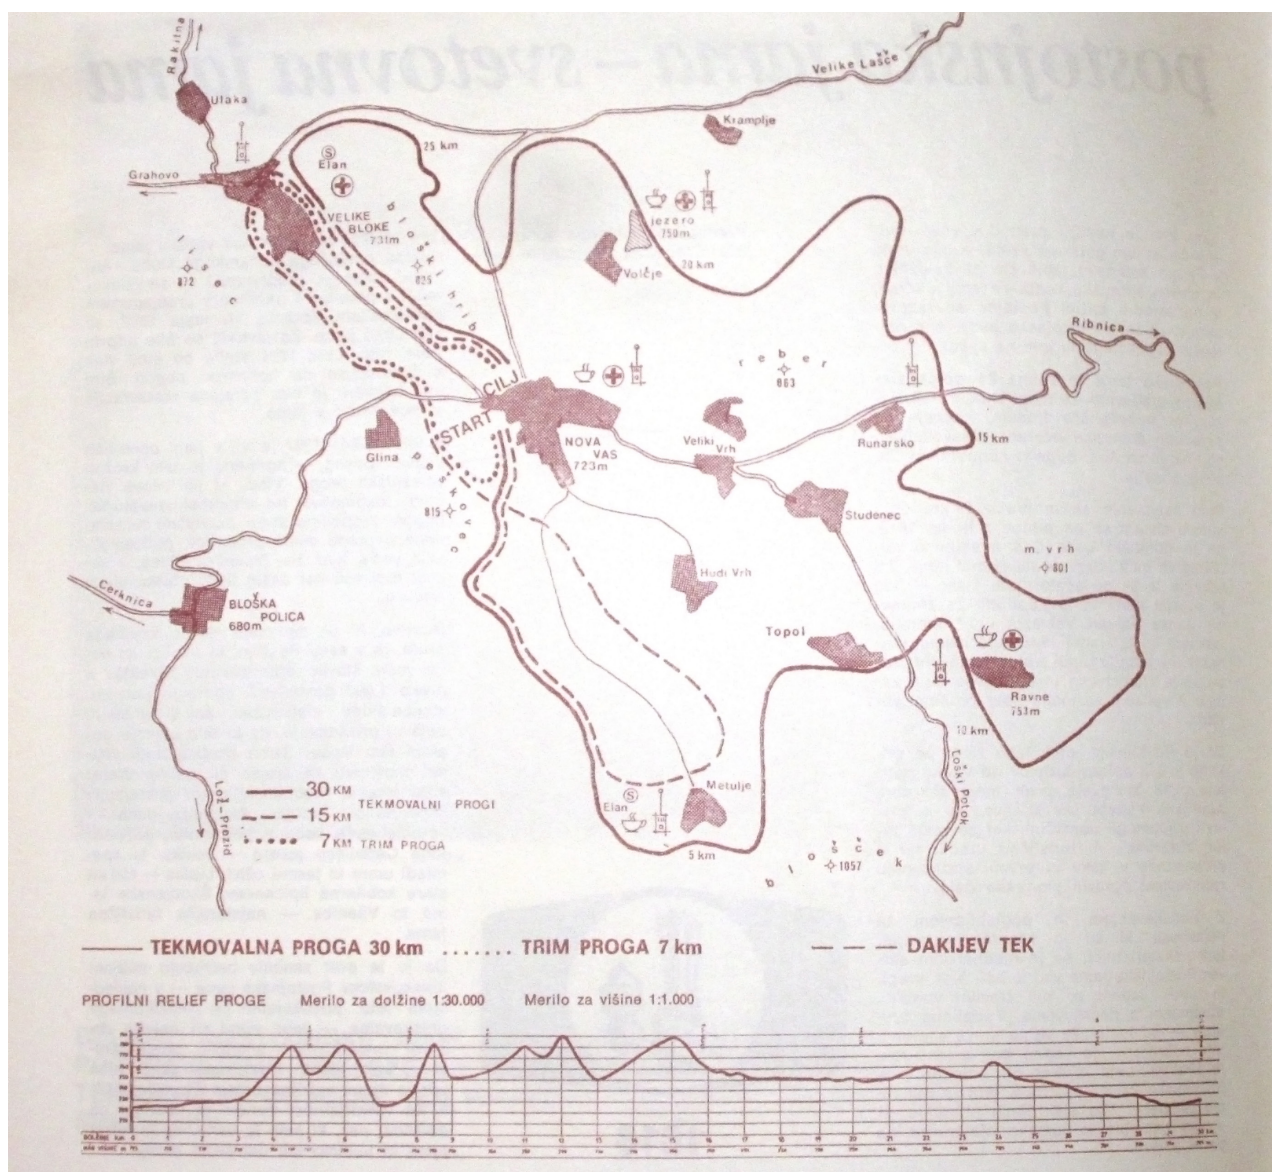 Rakitna
Velike Lašče
Ulaka
Kramplje
25 km
Ⓢ
Elan
Grahovo
VELIKE
BLOKE
731m
bloški hrib
825
lisec
872
jezero
750m
Volčje
20 km
Ribnica
reber
863
CILJ
START
NOVA
VAS
723m
Veliki
Vrh
Runarsko
15 km
Glina
peskovec
815
Studenec
m. vrh
801
Hudi Vrh
Cerknica
BLOŠKA
POLICA
680m
Topol
Ravne
753m
10 km
Loški Potok
Lož-Prezid
Metulje
Elan
Ⓢ
5 km
blošček
1057
30 KM
TEKMOVALNI PROGI
15 KM
7 KM TRIM PROGA
TEKMOVALNA PROGA 30 km
TRIM PROGA 7 km
DAKIJEV TEK
PROFILNI RELIEF PROGE Merilo za dolžine 1:30.000 Merilo za višine 1:1.000